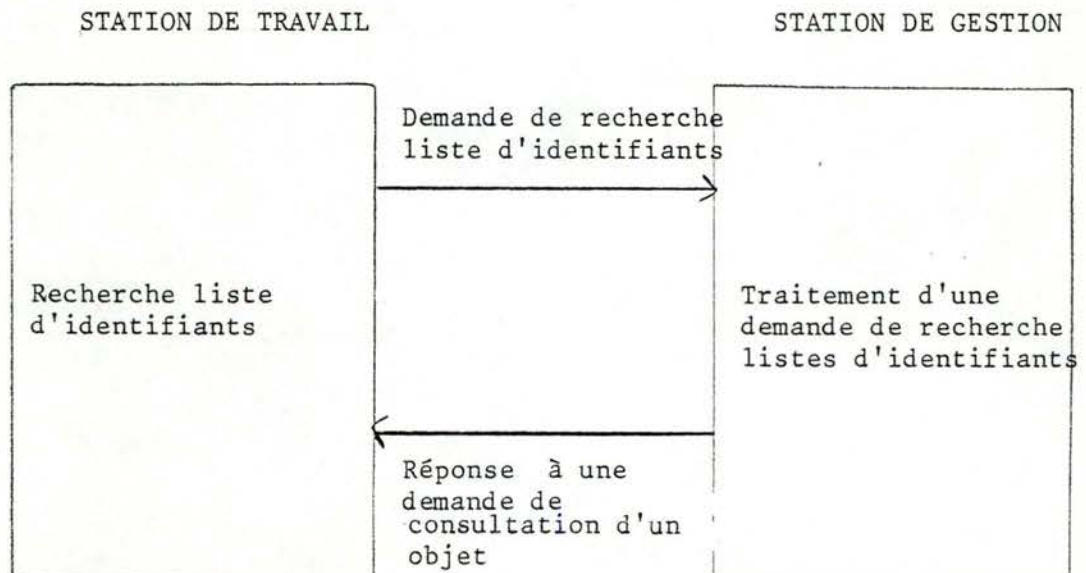 STATION DE TRAVAIL
STATION DE GESTION
Demande de recherche
liste d'identifiants
Recherche liste
d'identifiants
Traitement d'une
demande de recherche
listes d'identifiants
Réponse à une
demande de
consultation d'un
objet